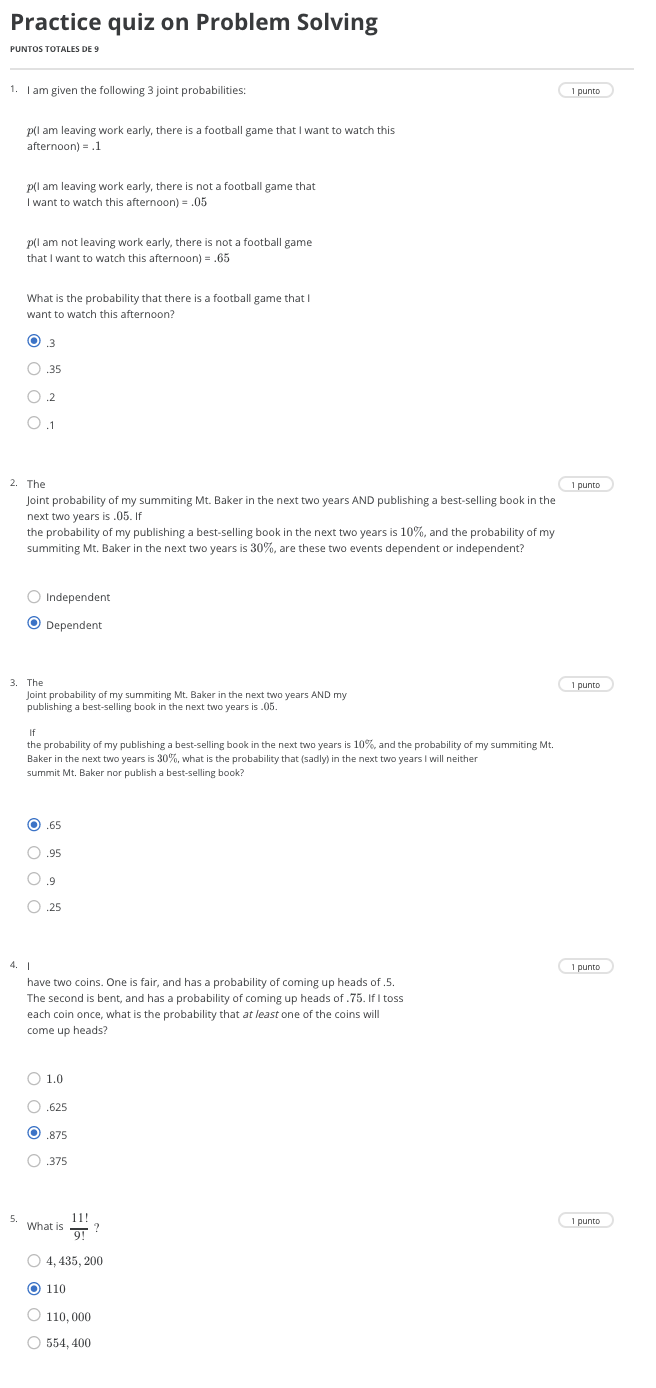 Practice quiz on Problem Solving
PUNTOS TOTALES DE 9
1. I am given the following 3 joint probabilities:
1 punto
p(I am leaving work early, there is a football game that I want to watch this
afternoon) = .1
p(I am leaving work early, there is not a football game that
I want to watch this afternoon) = .05
p(I am not leaving work early, there is not a football game
that I want to watch this afternoon) = .65
What is the probability that there is a football game that I
want to watch this afternoon?
.3
.35
.2
.1
2. The
1 punto
Joint probability of my summiting Mt. Baker in the next two years AND publishing a best-selling book in the
next two years is .05. If
the probability of my publishing a best-selling book in the next two years is 10%, and the probability of my
summiting Mt. Baker in the next two years is 30%, are these two events dependent or independent?
Independent
Dependent
3. The
1 punto
Joint probability of my summiting Mt. Baker in the next two years AND my
publishing a best-selling book in the next two years is .05.
If
the probability of my publishing a best-selling book in the next two years is 10%, and the probability of my summiting Mt.
Baker in the next two years is 30%, what is the probability that (sadly) in the next two years I will neither
summit Mt. Baker nor publish a best-selling book?
.65
.95
.9
.25
4. I
1 punto
have two coins. One is fair, and has a probability of coming up heads of .5.
The second is bent, and has a probability of coming up heads of .75. If I toss
each coin once, what is the probability that at least one of the coins will
come up heads?
1.0
.625
.875
.375
5. What is 11!/9! ?
1 punto
4, 435, 200
110
110, 000
554, 400